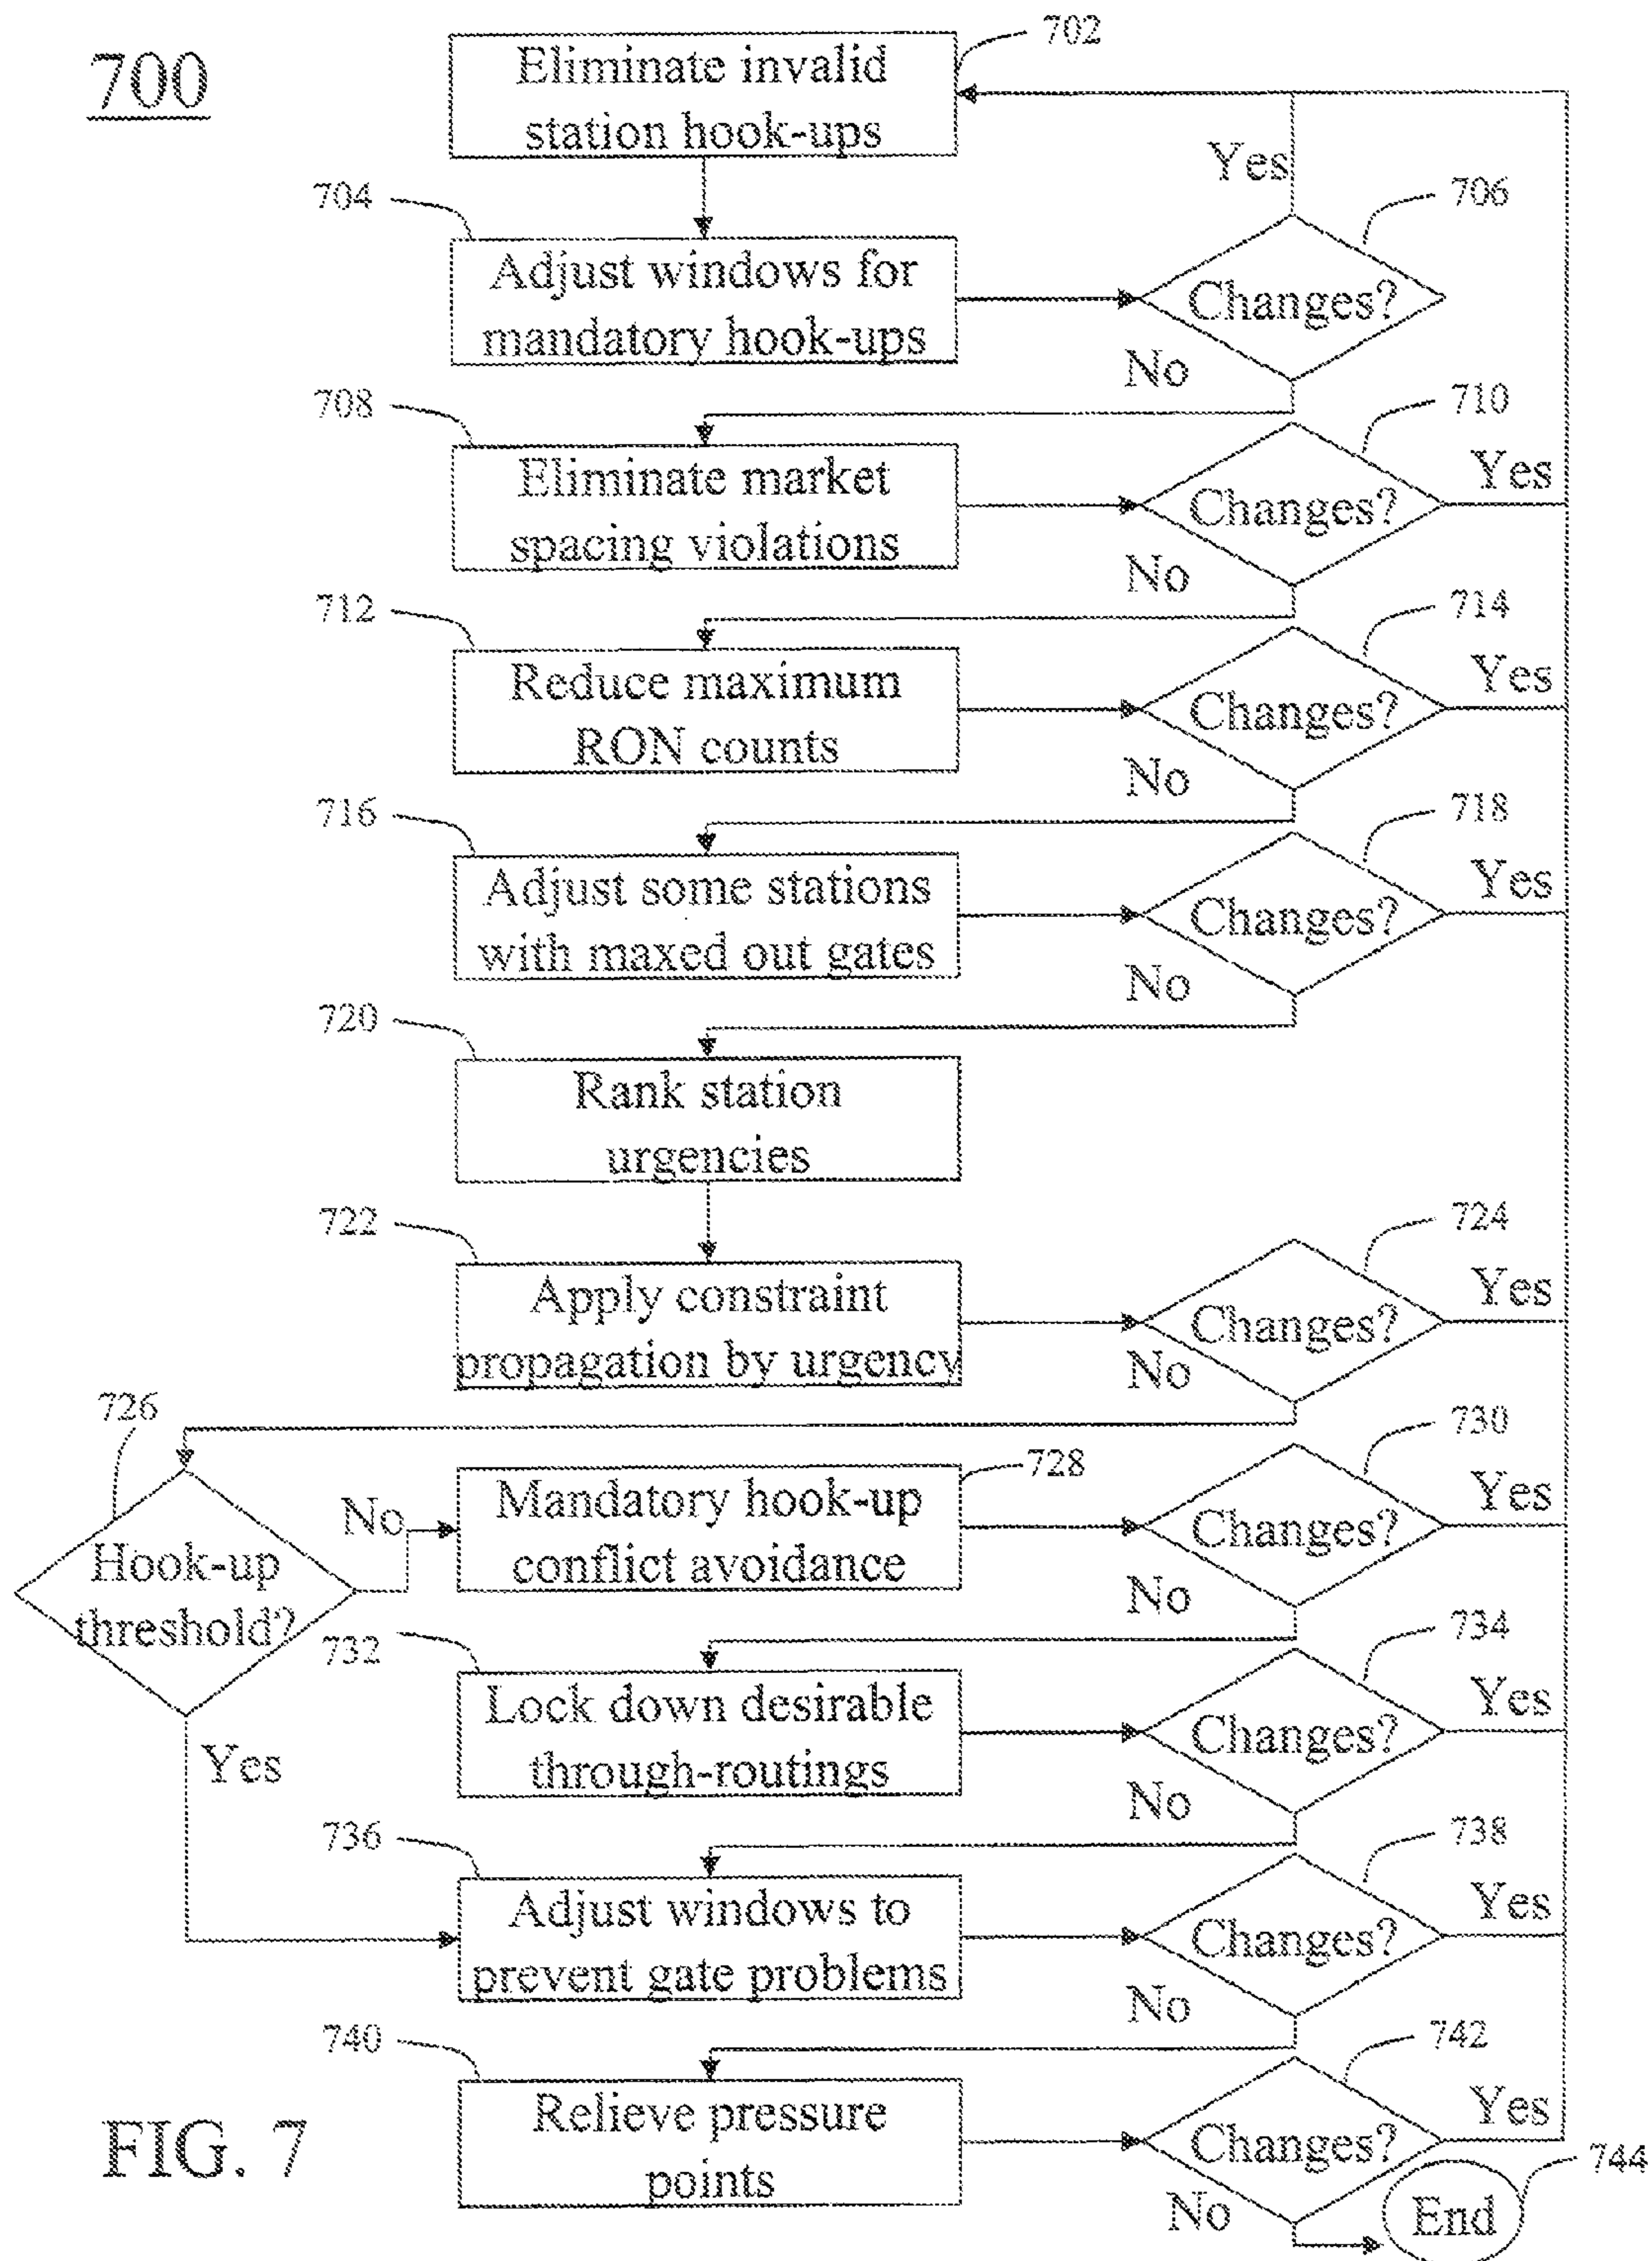 700
702
Eliminate invalid
station hook-ups
Yes
704
706
Adjust windows for
mandatory hook-ups
Changes?
No
708
710
Eliminate market
spacing violations
Changes?
Yes
No
712
714
Reduce maximum
RON counts
Changes?
Yes
No
716
718
Adjust some stations
with maxed out gates
Changes?
Yes
No
720
Rank station
urgencies
722
724
Apply constraint
propagation by urgency
Changes?
Yes
No
726
Hook-up
threshold?
No
Yes
728
730
Mandatory hook-up
conflict avoidance
Changes?
Yes
No
732
734
Lock down desirable
through-routings
Changes?
Yes
No
736
738
Adjust windows to
prevent gate problems
Changes?
Yes
No
740
742
Relieve pressure
points
Changes?
Yes
No
744
End
FIG. 7